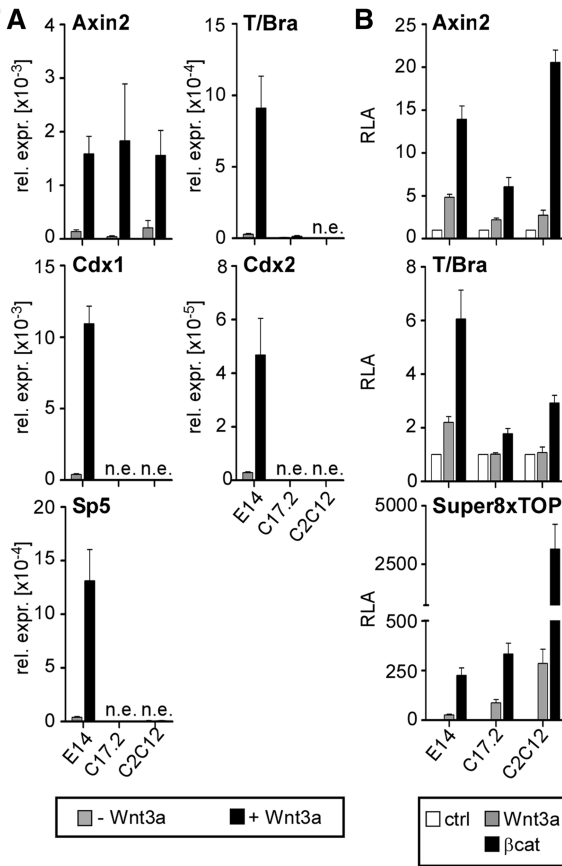 A
B
Axin2
rel. expr. [x10-3]
4
3
2
1
0
T/Bra
rel. expr. [x10-4]
15
10
5
0
n.e.
Axin2
RLA
25
20
15
10
5
0
Cdx1
rel. expr. [x10-3]
15
10
5
0
n.e. n.e.
Cdx2
rel. expr. [x10-5]
8
6
4
2
0
n.e. n.e.
E14
C17.2
C2C12
T/Bra
RLA
8
6
4
2
0
Sp5
rel. expr. [x10-4]
20
15
10
5
0
n.e. n.e.
E14
C17.2
C2C12
Super8xTOP
RLA
5000
2500
500
250
0
E14
C17.2
C2C12
- Wnt3a + Wnt3a
ctrl Wnt3a
βcat